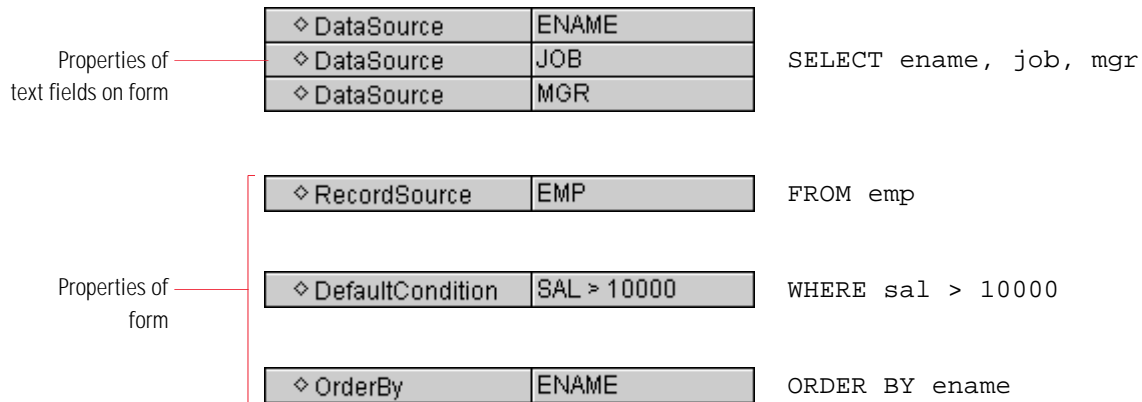 ◇ DataSource ENAME
Properties of
text fields on form
◇ DataSource JOB
SELECT ename, job, mgr
◇ DataSource MGR
◇ RecordSource EMP
FROM emp
Properties of
form
◇ DefaultCondition SAL > 10000
WHERE sal > 10000
◇ OrderBy ENAME
ORDER BY ename